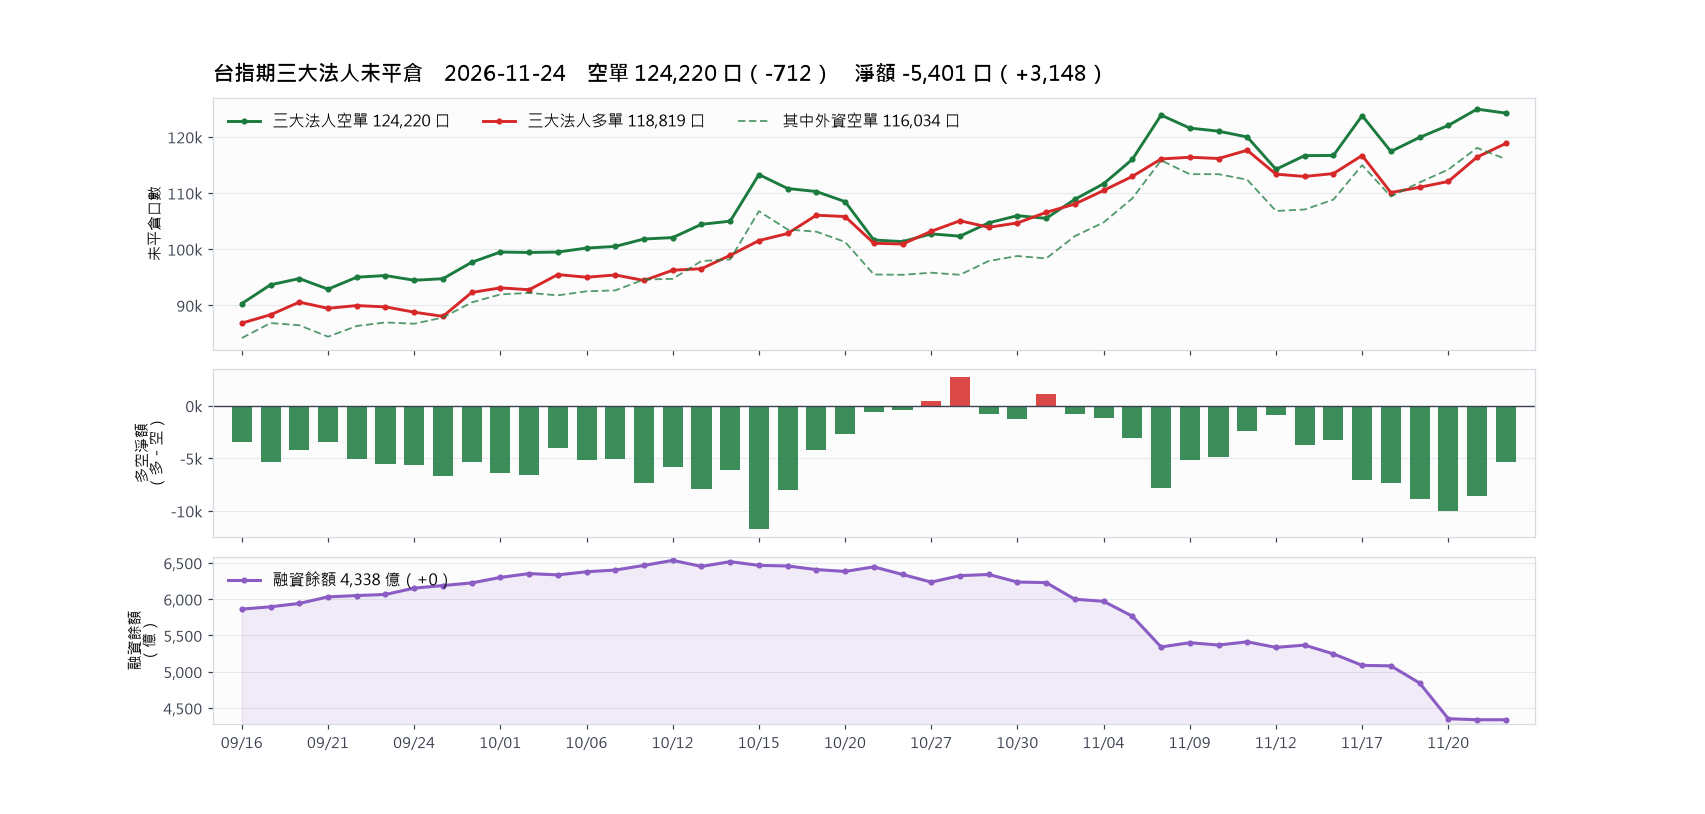 台指期三大法人未平倉　2026-11-24　空單 124,220 口（ -712 ）　淨額 -5,401 口（ +3,148 ）
三大法人空單 124,220 口
三大法人多單 118,819 口
其中外資空單 116,034 口
未平倉口數
120k
110k
100k
90k
多空淨額
（ 多 - 空 ）
0k
-5k
-10k
融資餘額 4,338 億（ +0 ）
融資餘額
（ 億 ）
6,500
6,000
5,500
5,000
4,500
09/16 09/21 09/24 10/01 10/06 10/12 10/15 10/20 10/27 10/30 11/04 11/09 11/12 11/17 11/20